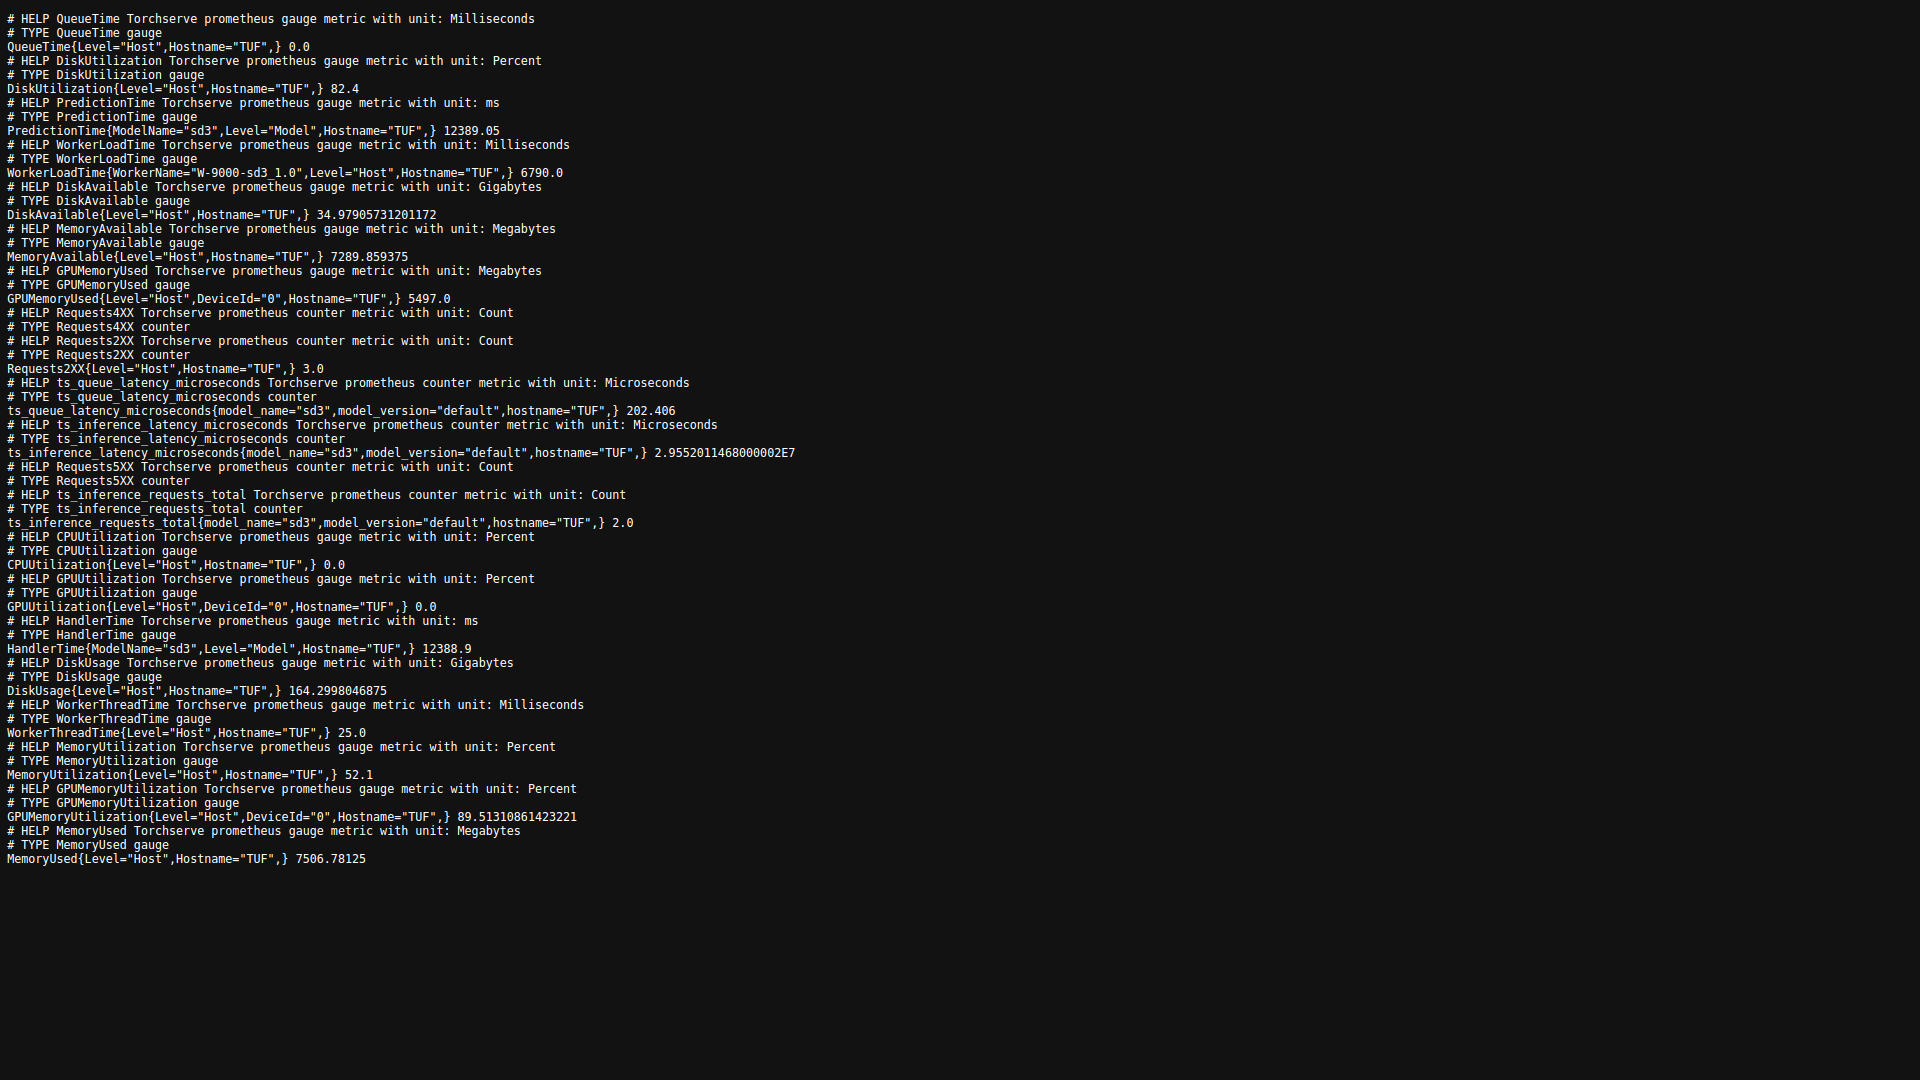 # HELP QueueTime Torchserve prometheus gauge metric with unit: Milliseconds
# TYPE QueueTime gauge
QueueTime{Level="Host",Hostname="TUF",} 0.0
# HELP DiskUtilization Torchserve prometheus gauge metric with unit: Percent
# TYPE DiskUtilization gauge
DiskUtilization{Level="Host",Hostname="TUF",} 82.4
# HELP PredictionTime Torchserve prometheus gauge metric with unit: ms
# TYPE PredictionTime gauge
PredictionTime{ModelName="sd3",Level="Model",Hostname="TUF",} 12389.05
# HELP WorkerLoadTime Torchserve prometheus gauge metric with unit: Milliseconds
# TYPE WorkerLoadTime gauge
WorkerLoadTime{WorkerName="W-9000-sd3_1.0",Level="Host",Hostname="TUF",} 6790.0
# HELP DiskAvailable Torchserve prometheus gauge metric with unit: Gigabytes
# TYPE DiskAvailable gauge
DiskAvailable{Level="Host",Hostname="TUF",} 34.97905731201172
# HELP MemoryAvailable Torchserve prometheus gauge metric with unit: Megabytes
# TYPE MemoryAvailable gauge
MemoryAvailable{Level="Host",Hostname="TUF",} 7289.859375
# HELP GPUMemoryUsed Torchserve prometheus gauge metric with unit: Megabytes
# TYPE GPUMemoryUsed gauge
GPUMemoryUsed{Level="Host",DeviceId="0",Hostname="TUF",} 5497.0
# HELP Requests4XX Torchserve prometheus counter metric with unit: Count
# TYPE Requests4XX counter
# HELP Requests2XX Torchserve prometheus counter metric with unit: Count
# TYPE Requests2XX counter
Requests2XX{Level="Host",Hostname="TUF",} 3.0
# HELP ts_queue_latency_microseconds Torchserve prometheus counter metric with unit: Microseconds
# TYPE ts_queue_latency_microseconds counter
ts_queue_latency_microseconds{model_name="sd3",model_version="default",hostname="TUF",} 202.406
# HELP ts_inference_latency_microseconds Torchserve prometheus counter metric with unit: Microseconds
# TYPE ts_inference_latency_microseconds counter
ts_inference_latency_microseconds{model_name="sd3",model_version="default",hostname="TUF",} 2.9552011468000002E7
# HELP Requests5XX Torchserve prometheus counter metric with unit: Count
# TYPE Requests5XX counter
# HELP ts_inference_requests_total Torchserve prometheus counter metric with unit: Count
# TYPE ts_inference_requests_total counter
ts_inference_requests_total{model_name="sd3",model_version="default",hostname="TUF",} 2.0
# HELP CPUUtilization Torchserve prometheus gauge metric with unit: Percent
# TYPE CPUUtilization gauge
CPUUtilization{Level="Host",Hostname="TUF",} 0.0
# HELP GPUUtilization Torchserve prometheus gauge metric with unit: Percent
# TYPE GPUUtilization gauge
GPUUtilization{Level="Host",DeviceId="0",Hostname="TUF",} 0.0
# HELP HandlerTime Torchserve prometheus gauge metric with unit: ms
# TYPE HandlerTime gauge
HandlerTime{ModelName="sd3",Level="Model",Hostname="TUF",} 12388.9
# HELP DiskUsage Torchserve prometheus gauge metric with unit: Gigabytes
# TYPE DiskUsage gauge
DiskUsage{Level="Host",Hostname="TUF",} 164.2998046875
# HELP WorkerThreadTime Torchserve prometheus gauge metric with unit: Milliseconds
# TYPE WorkerThreadTime gauge
WorkerThreadTime{Level="Host",Hostname="TUF",} 25.0
# HELP MemoryUtilization Torchserve prometheus gauge metric with unit: Percent
# TYPE MemoryUtilization gauge
MemoryUtilization{Level="Host",Hostname="TUF",} 52.1
# HELP GPUMemoryUtilization Torchserve prometheus gauge metric with unit: Percent
# TYPE GPUMemoryUtilization gauge
GPUMemoryUtilization{Level="Host",DeviceId="0",Hostname="TUF",} 89.51310861423221
# HELP MemoryUsed Torchserve prometheus gauge metric with unit: Megabytes
# TYPE MemoryUsed gauge
MemoryUsed{Level="Host",Hostname="TUF",} 7506.78125